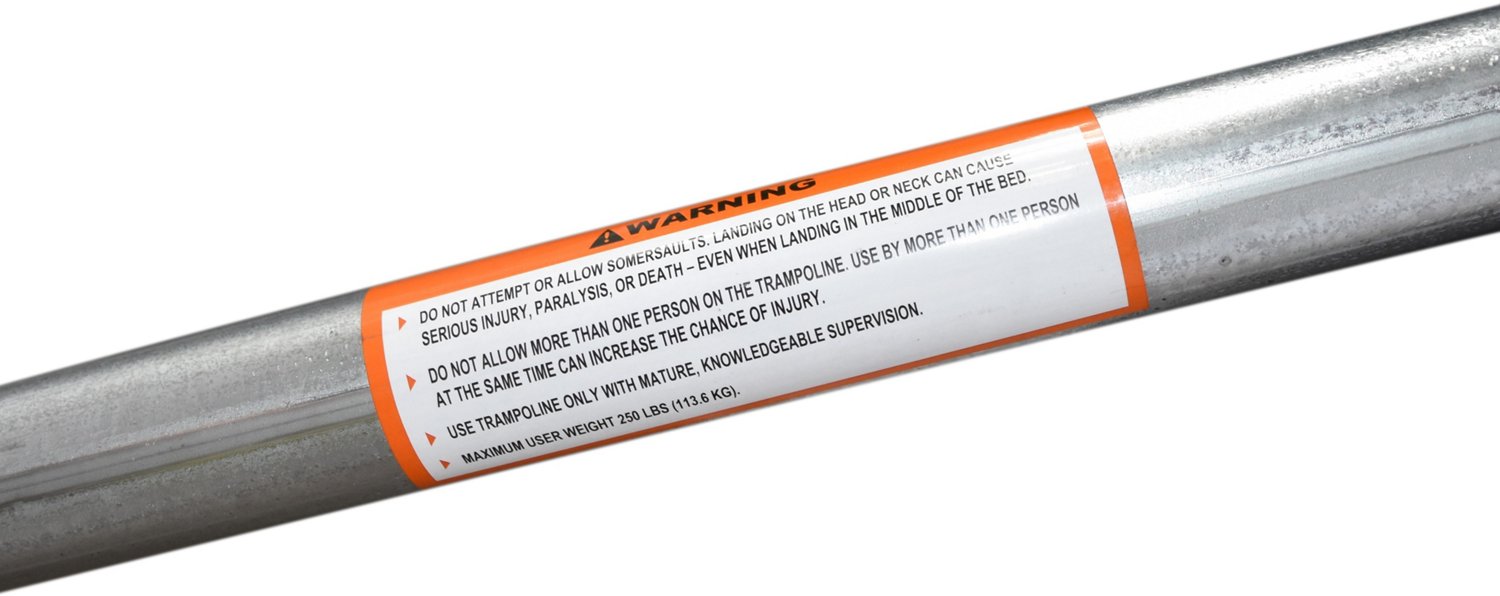 WARNING
DO NOT ATTEMPT OR ALLOW SOMERSAULTS. LANDING ON THE HEAD OR NECK CAN CAUSE
SERIOUS INJURY, PARALYSIS, OR DEATH – EVEN WHEN LANDING IN THE MIDDLE OF THE BED.
DO NOT ALLOW MORE THAN ONE PERSON ON THE TRAMPOLINE. USE BY MORE THAN ONE PERSON
AT THE SAME TIME CAN INCREASE THE CHANCE OF INJURY.
USE TRAMPOLINE ONLY WITH MATURE, KNOWLEDGEABLE SUPERVISION.
MAXIMUM USER WEIGHT 250 LBS (113.6 KG).